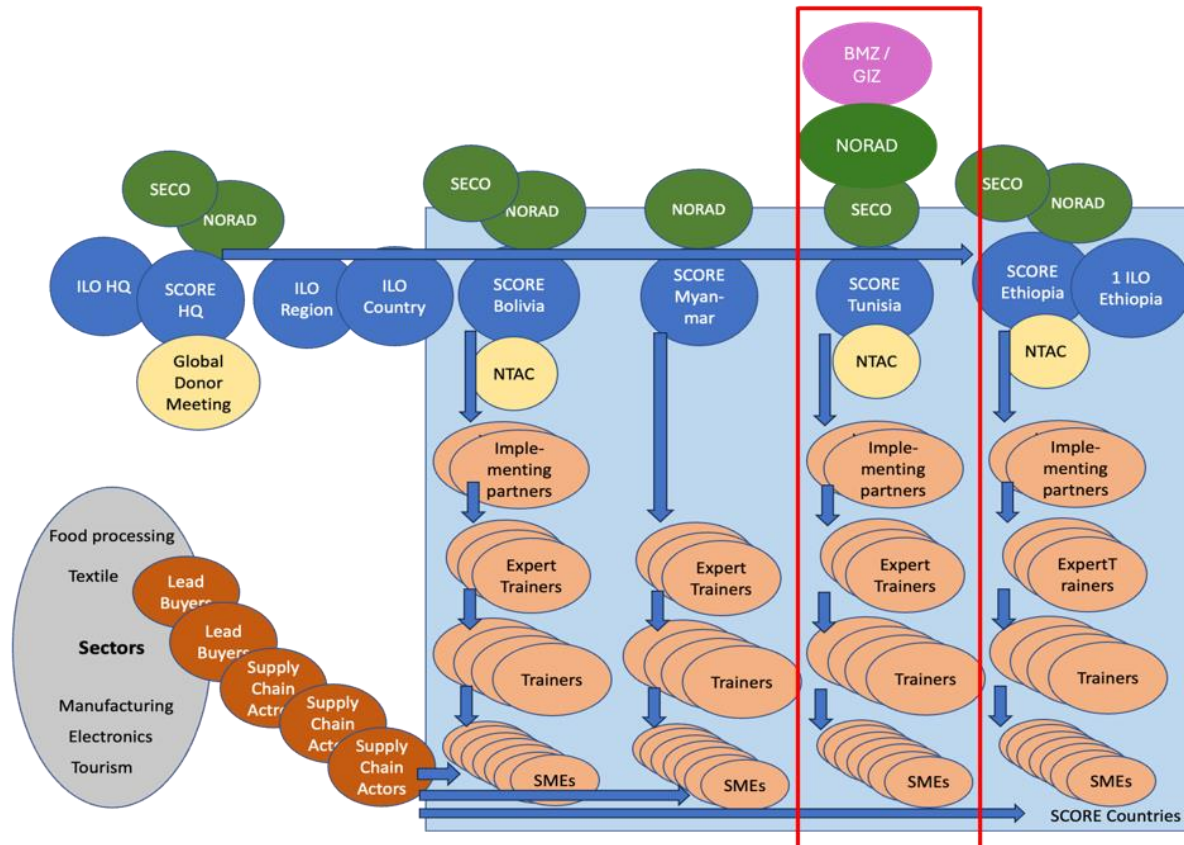 BMZ /
GIZ
NORAD
SECO
NORAD
SECO
NORAD
NORAD
SECO
SECO
NORAD
ILO HQ
SCORE
HQ
ILO
Region
ILO
Country
SCORE
Bolivia
SCORE
Myan-
mar
SCORE
Tunisia
SCORE
Ethiopia
1 ILO
Ethiopia
Global
Donor
Meeting
NTAC
NTAC
NTAC
Imple-
menting
partners
Imple-
menting
partners
Imple-
menting
partners
Food processing
Textile
Sectors
Manufacturing
Electronics
Tourism
Lead
Buyers
Lead
Buyers
Supply
Chain
Actros
Supply
Chain
Actors
Supply
Chain
Actors
Expert
Trainers
Expert
Trainers
Expert
Trainers
ExpertT
rainers
Trainers
Trainers
Trainers
Trainers
SMEs
SMEs
SMEs
SMEs
SCORE Countries